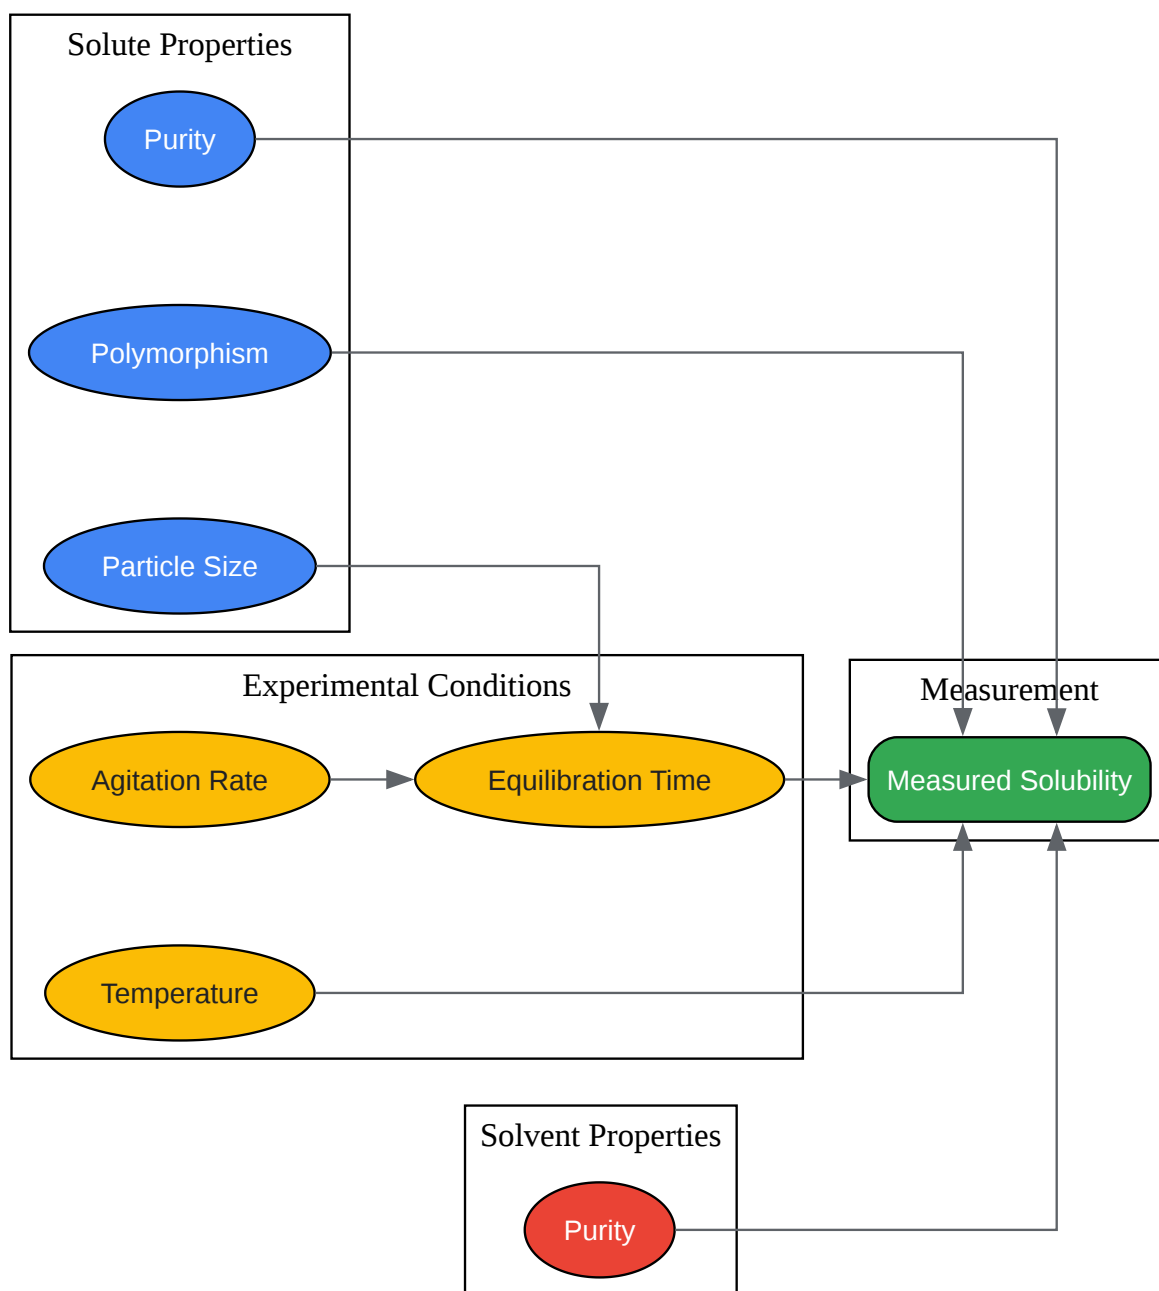 Solute Properties
Purity
Polymorphism
Particle Size
Experimental Conditions
Agitation Rate
Equilibration Time
Temperature
Measurement
Measured Solubility
Solvent Properties
Purity